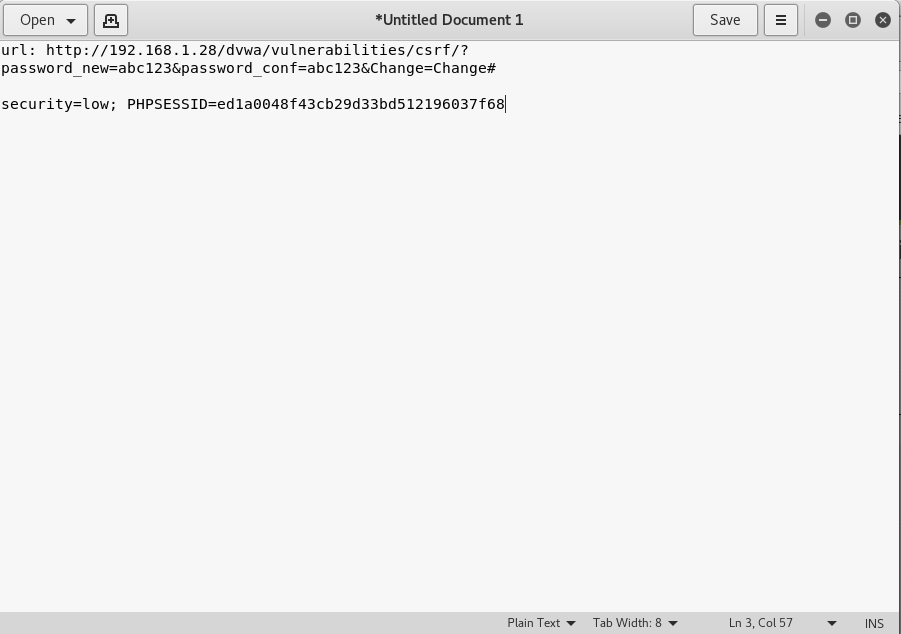 Open
*Untitled Document 1
Save
url: http://192.168.1.28/dvwa/vulnerabilities/csrf/?
password_new=abc123&password_conf=abc123&Change=Change#
security=low; PHPSESSID=ed1a0048f43cb29d33bd512196037f68
Plain Text
Tab Width: 8
Ln 3, Col 57
INS